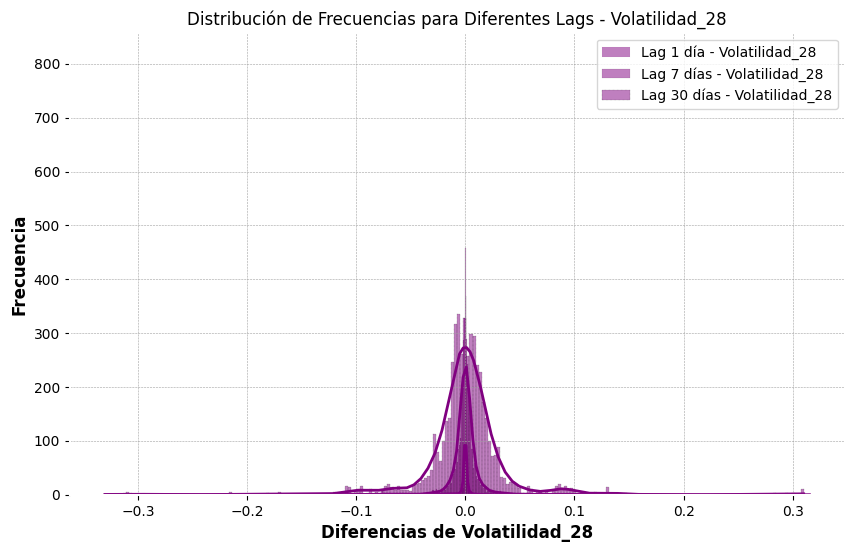 Distribución de Frecuencias para Diferentes Lags - Volatilidad_28
Lag 1 día - Volatilidad_28
Lag 7 días - Volatilidad_28
Lag 30 días - Volatilidad_28
800
700
600
500
400
300
200
100
0
Frecuencia
−0.3 −0.2 −0.1 0.0 0.1 0.2 0.3
Diferencias de Volatilidad_28